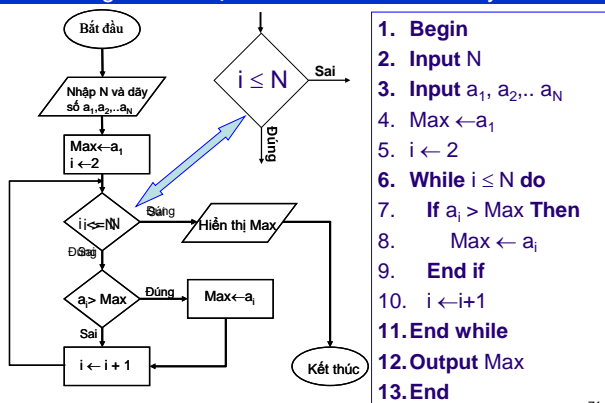 Bắt đầu
Nhập N và dãy
số a₁,a₂,..aN
Max←a₁
i ←2
Hiển thị Max
aᵢ> Max
Đúng
Max←aᵢ
Sai
i ← i + 1
Kết thúc
i ≤ N
Sai
Đúng
1. Begin
2. Input N
3. Input a₁, a₂,.. aN
4. Max ←a₁
5. i ← 2
6. While i ≤ N do
7. If aᵢ > Max Then
8. Max ← aᵢ
9. End if
10. i ←i+1
11. End while
12. Output Max
13. End